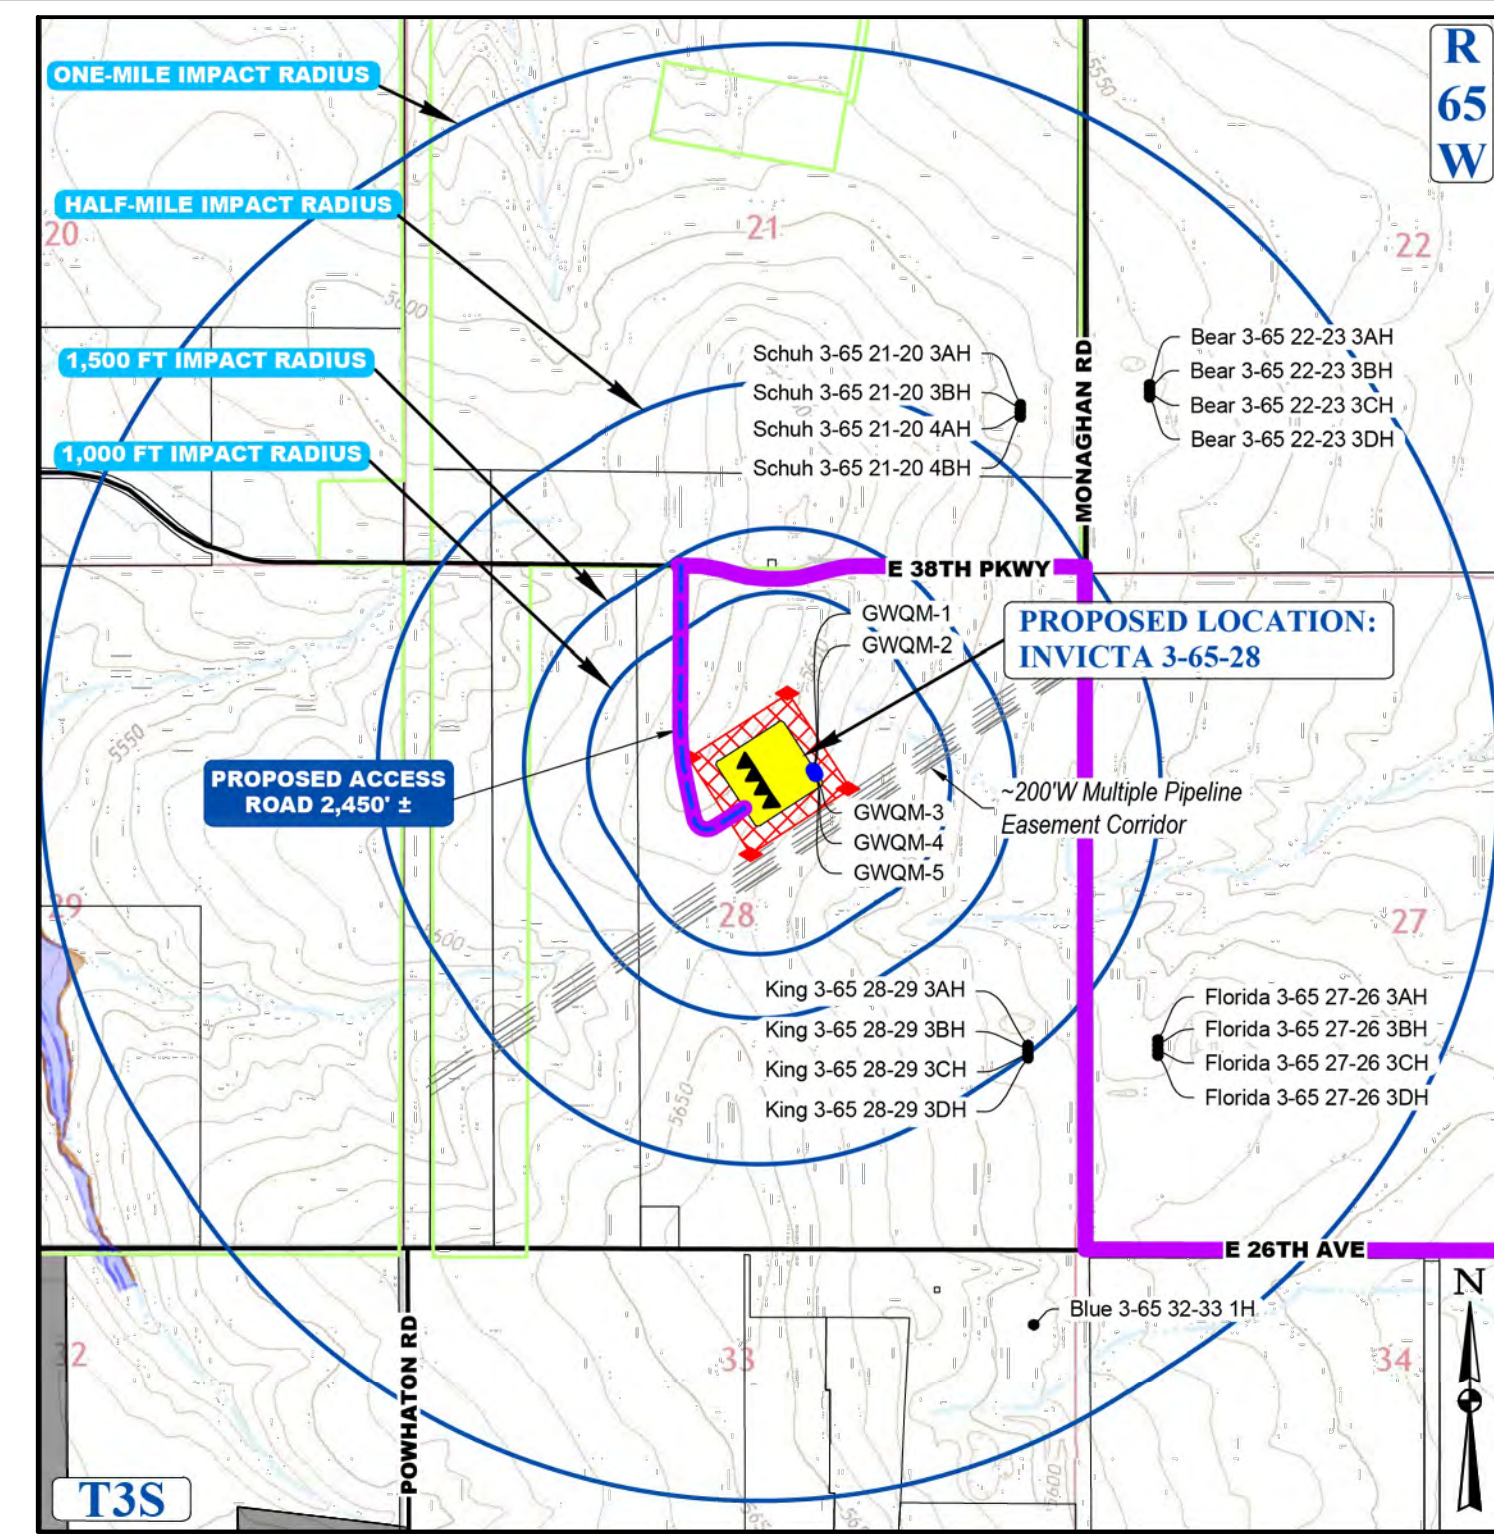 R
65
W
ONE-MILE IMPACT RADIUS
5550
HALF-MILE IMPACT RADIUS
20
21
22
5600
1,500 FT IMPACT RADIUS
1,000 FT IMPACT RADIUS
Schuh 3-65 21-20 3AH
Schuh 3-65 21-20 3BH
Schuh 3-65 21-20 4AH
Schuh 3-65 21-20 4BH
MONAGHAN RD
Bear 3-65 22-23 3AH
Bear 3-65 22-23 3BH
Bear 3-65 22-23 3CH
Bear 3-65 22-23 3DH
E 38TH PKWY
GWQM-1
GWQM-2
PROPOSED LOCATION:
INVICTA 3-65-28
5650
5550
PROPOSED ACCESS
ROAD 2,450' ±
GWQM-3
GWQM-4
GWQM-5
~200'W Multiple Pipeline
Easement Corridor
29
28
27
5600
King 3-65 28-29 3AH
King 3-65 28-29 3BH
King 3-65 28-29 3CH
King 3-65 28-29 3DH
5650
Florida 3-65 27-26 3AH
Florida 3-65 27-26 3BH
Florida 3-65 27-26 3CH
Florida 3-65 27-26 3DH
E 26TH AVE
N
Blue 3-65 32-33 1H
32
33
34
POWHATON RD
5600
T3S